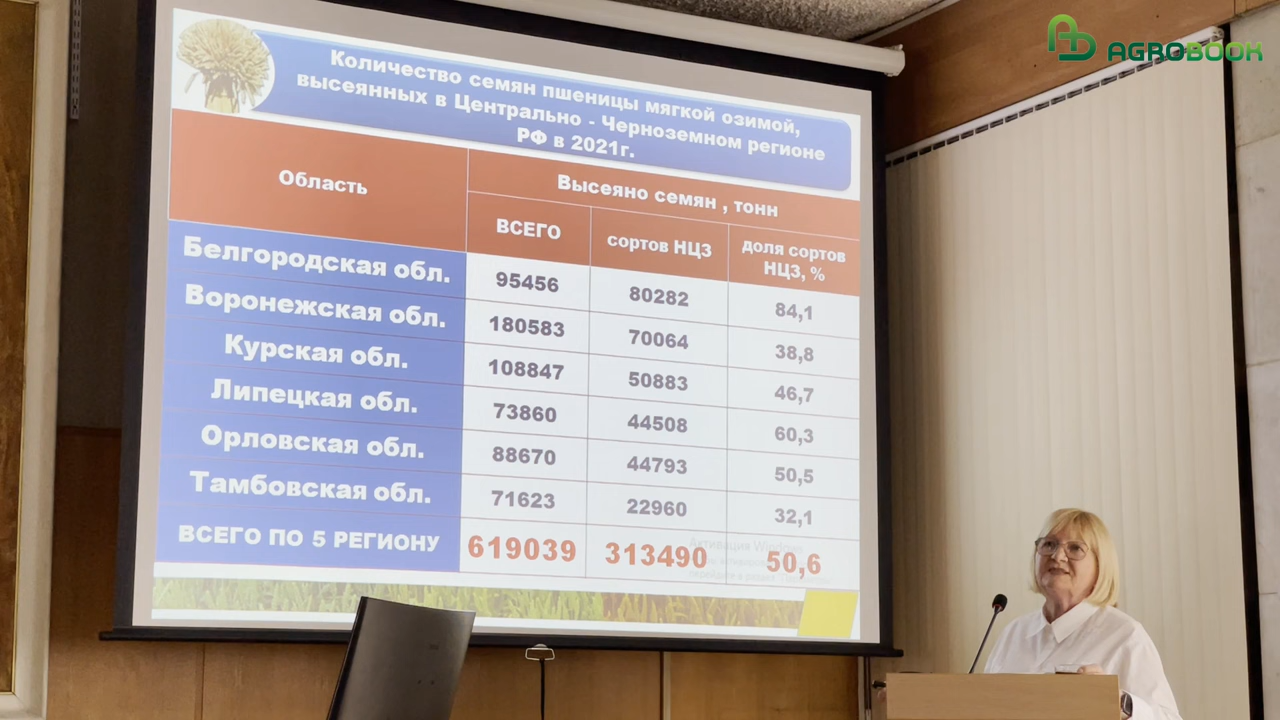 AGROBOOK
Количество семян пшеницы мягкой озимой,
высеянных в Центрально - Черноземном регионе
РФ в 2021г.
Область
Высеяно семян , тонн
ВСЕГО
сортов НЦЗ
доля сортов
НЦЗ, %
Белгородская обл. 95456 80282 84,1
Воронежская обл. 180583 70064 38,8
Курская обл. 108847 50883 46,7
Липецкая обл. 73860 44508 60,3
Орловская обл. 88670 44793 50,5
Тамбовская обл. 71623 22960 32,1
ВСЕГО ПО 5 РЕГИОНУ 619039 313490 50,6
Активация Windows